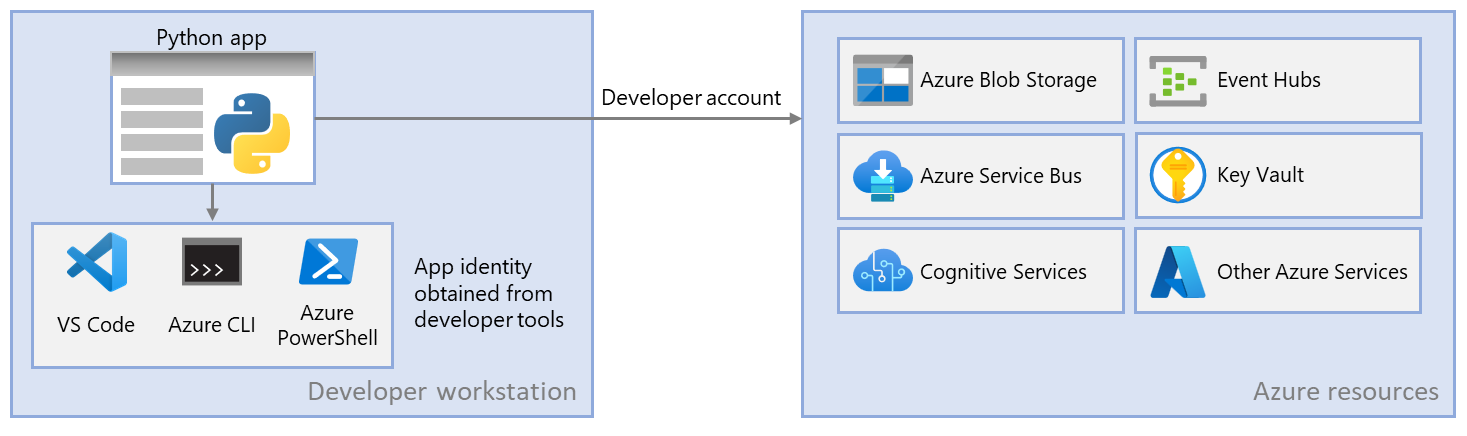 Python app
>>>
VS Code
Azure CLI
Azure
PowerShell
App identity
obtained from
developer tools
Developer workstation
Developer account
Azure Blob Storage
Event Hubs
Azure Service Bus
Key Vault
Cognitive Services
Other Azure Services
Azure resources